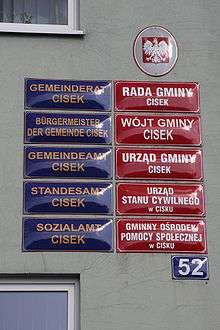 GEMEINDERAT
CISEK
RADA GMINY
CISEK
BÜRGERMEISTER
DER GEMEINDE CISEK
WÓJT GMINY
CISEK
GEMEINDEAMT
CISEK
URZĄD GMINY
CISEK
STANDESAMT
CISEK
URZĄD
STANU CYWILNEGO
W CISKU
SOZIALAMT
CISEK
GMINNY OŚRODEK
POMOCY SPOŁECZNEJ
W CISKU
52